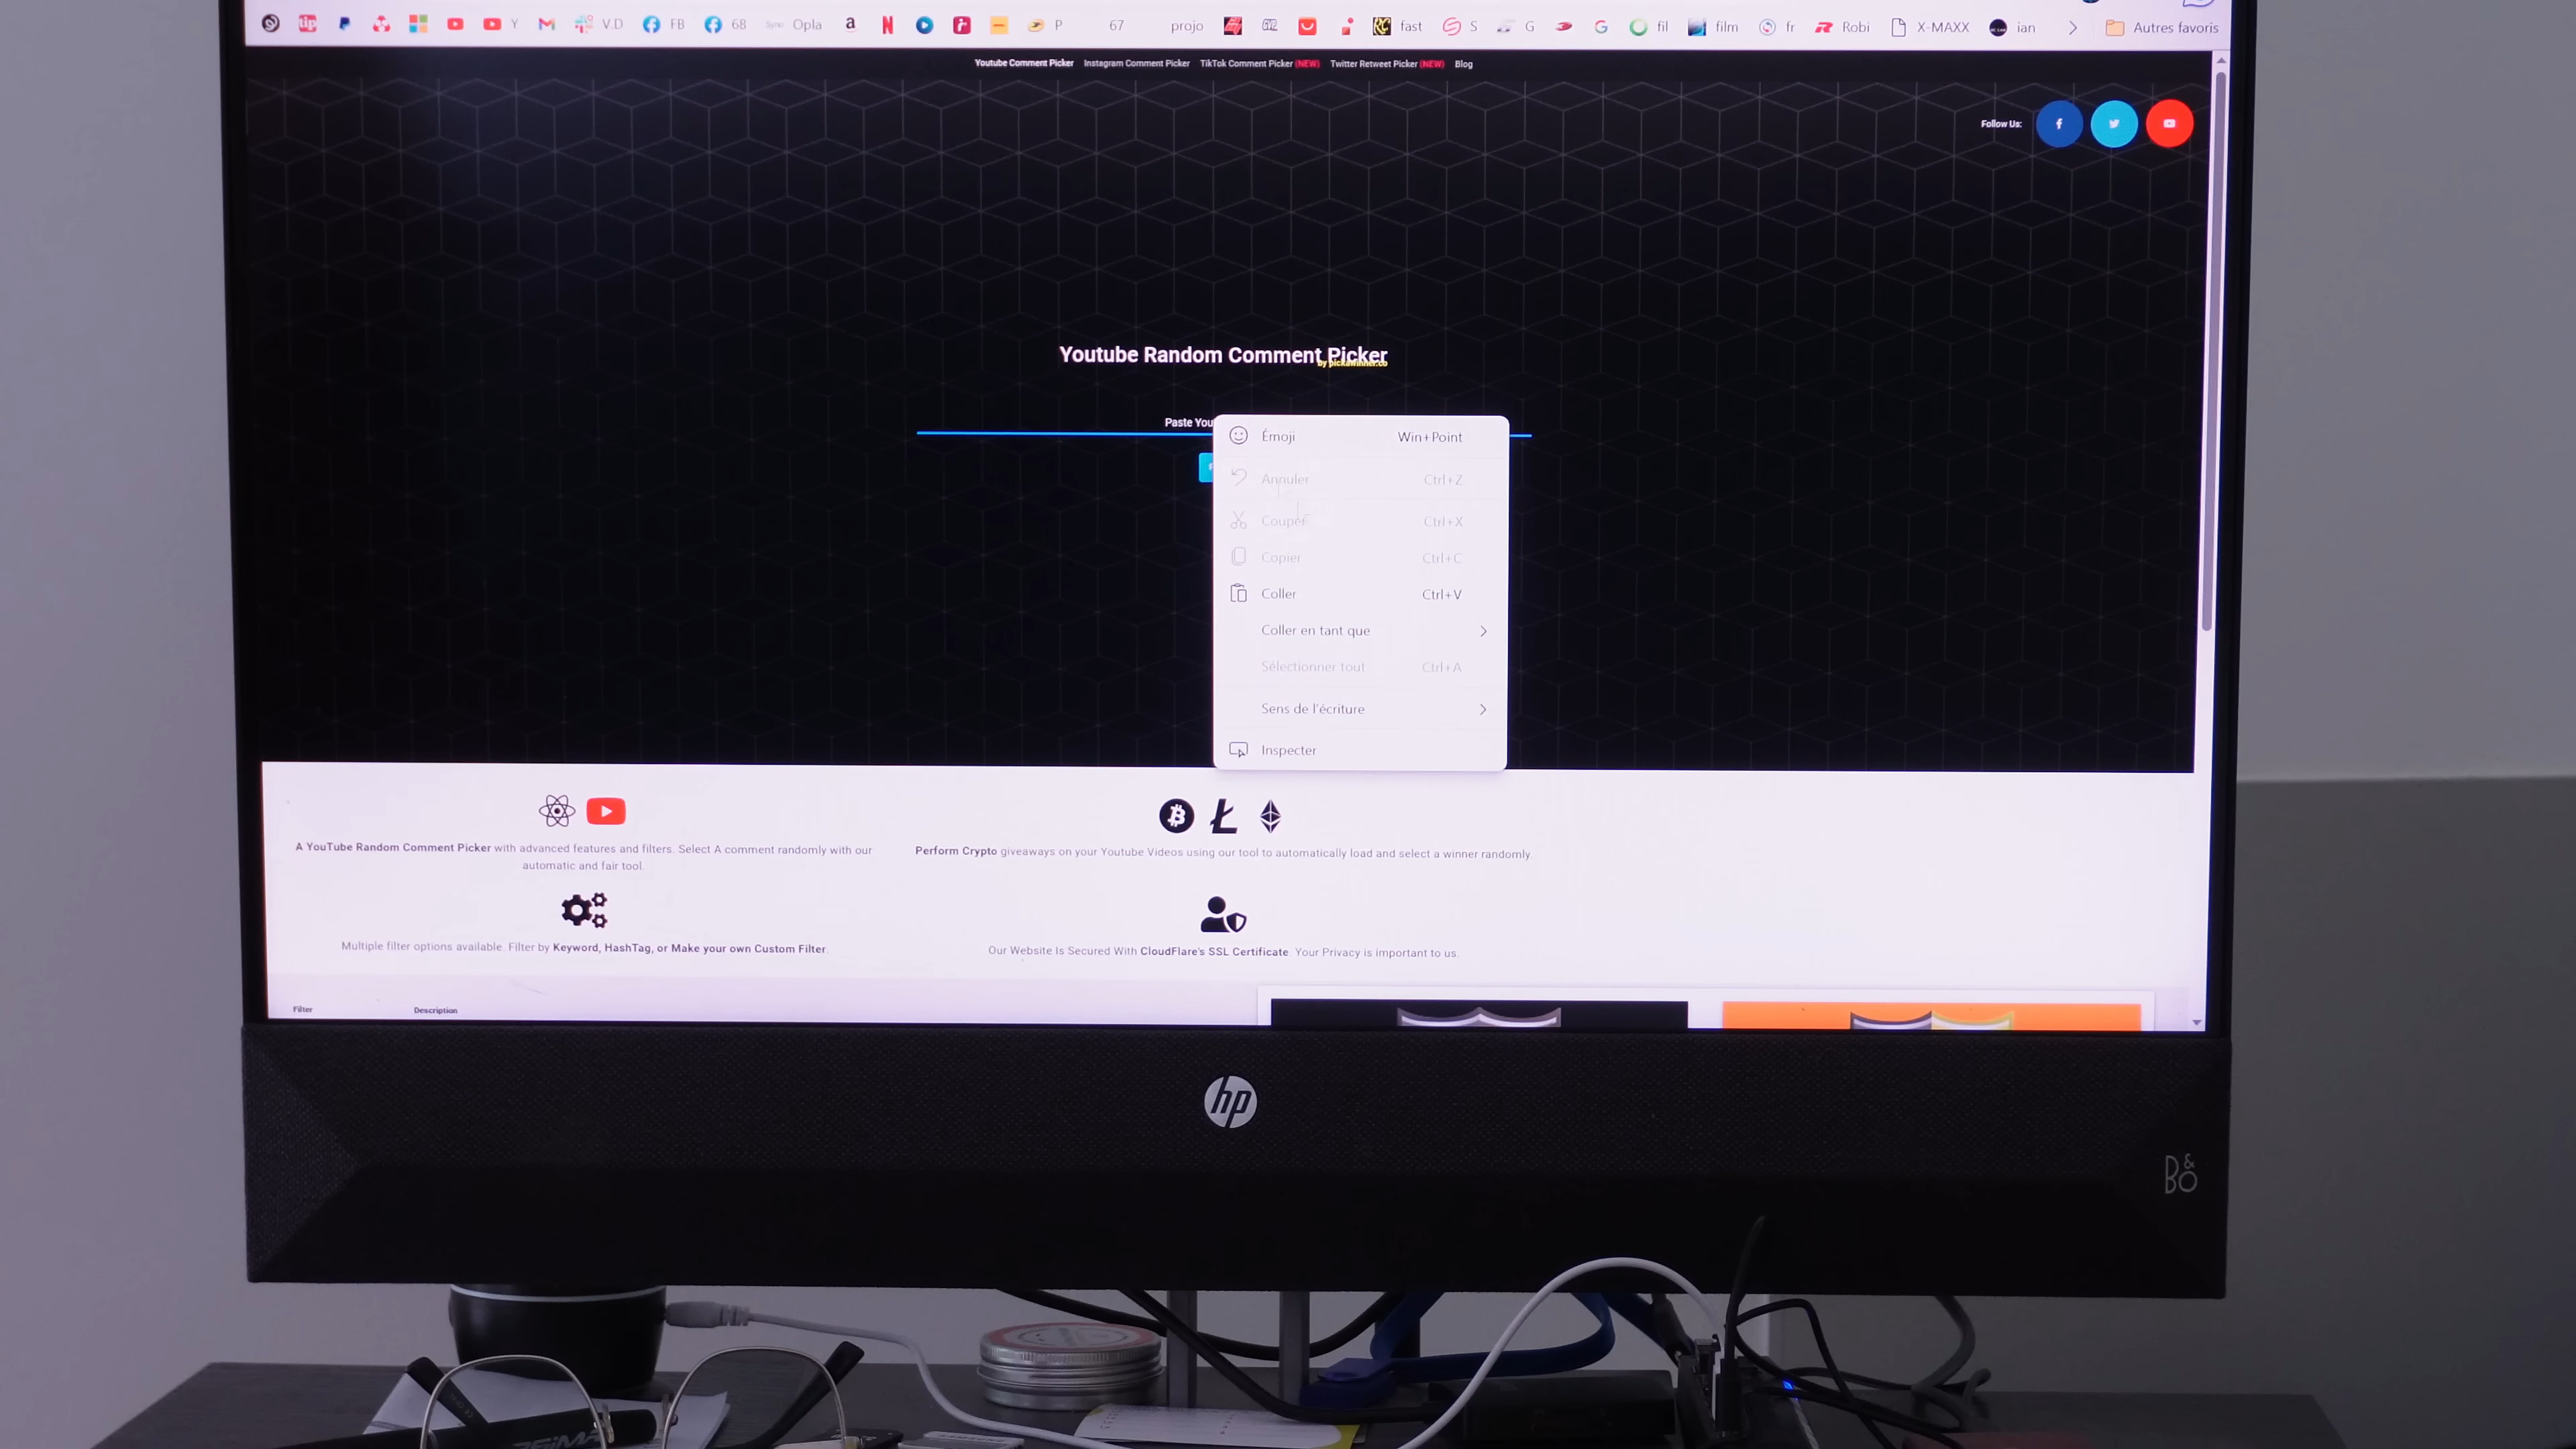 tip Y V.D FB 68 Opla a N P 67 projo fast S G G fil film fr Robi X-MAXX ian Autres favoris
Youtube Comment Picker Instagram Comment Picker TikTok Comment Picker (NEW) Twitter Retweet Picker (NEW) Blog
Follow Us:
Youtube Random Comment Picker
by pickawinner.co
Paste You
Émoji Win+Point
Annuler Ctrl+Z
Couper Ctrl+X
Copier Ctrl+C
Coller Ctrl+V
Coller en tant que
Sélectionner tout Ctrl+A
Sens de l'écriture
Inspecter
A YouTube Random Comment Picker with advanced features and filters. Select A comment randomly with our
automatic and fair tool.
Perform Crypto giveaways on your Youtube Videos using our tool to automatically load and select a winner randomly.
Multiple filter options available. Filter by Keyword, HashTag, or Make your own Custom Filter.
Our Website Is Secured With CloudFlare's SSL Certificate. Your Privacy is important to us.
Filter Description
hp
B&O